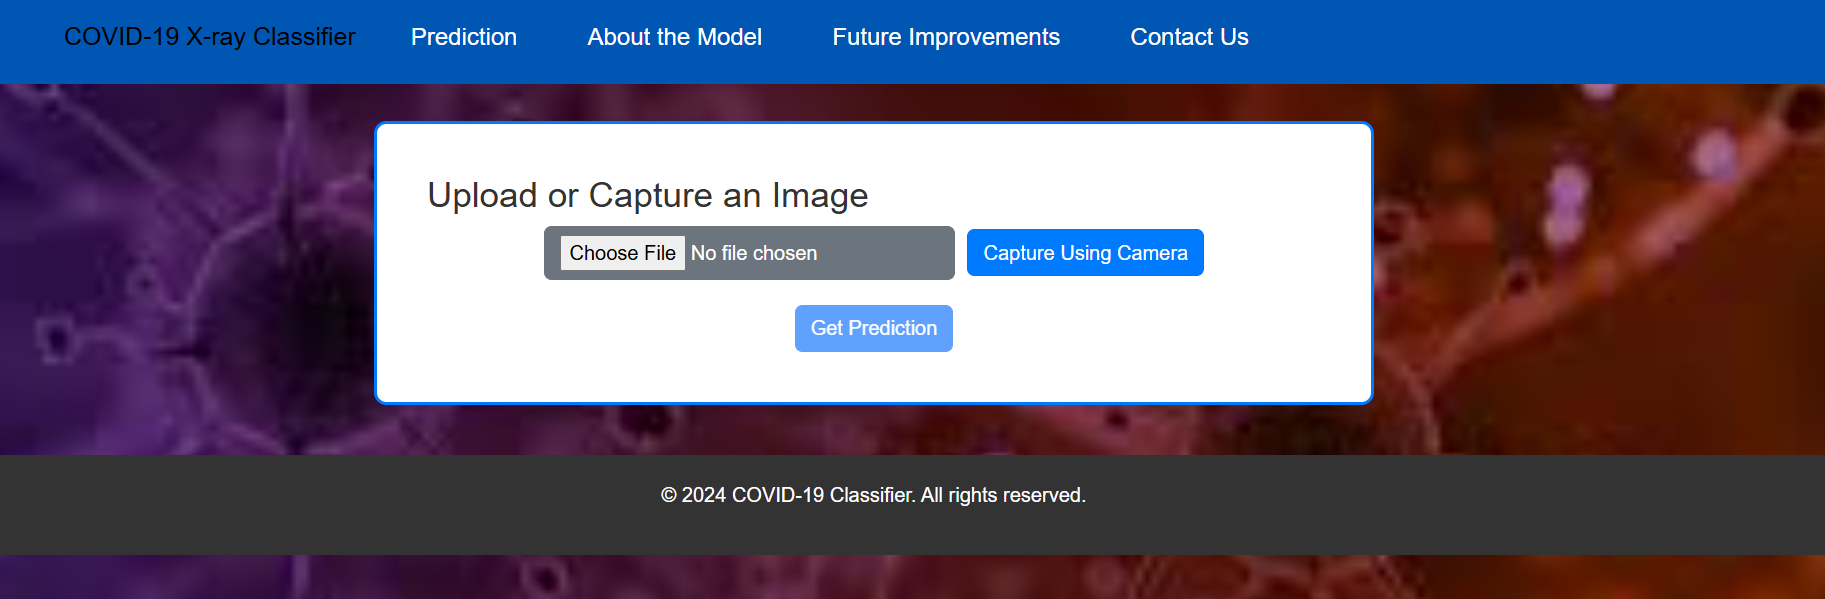 COVID-19 X-ray Classifier Prediction About the Model Future Improvements Contact Us
Upload or Capture an Image
Choose File No file chosen Capture Using Camera
Get Prediction
© 2024 COVID-19 Classifier. All rights reserved.